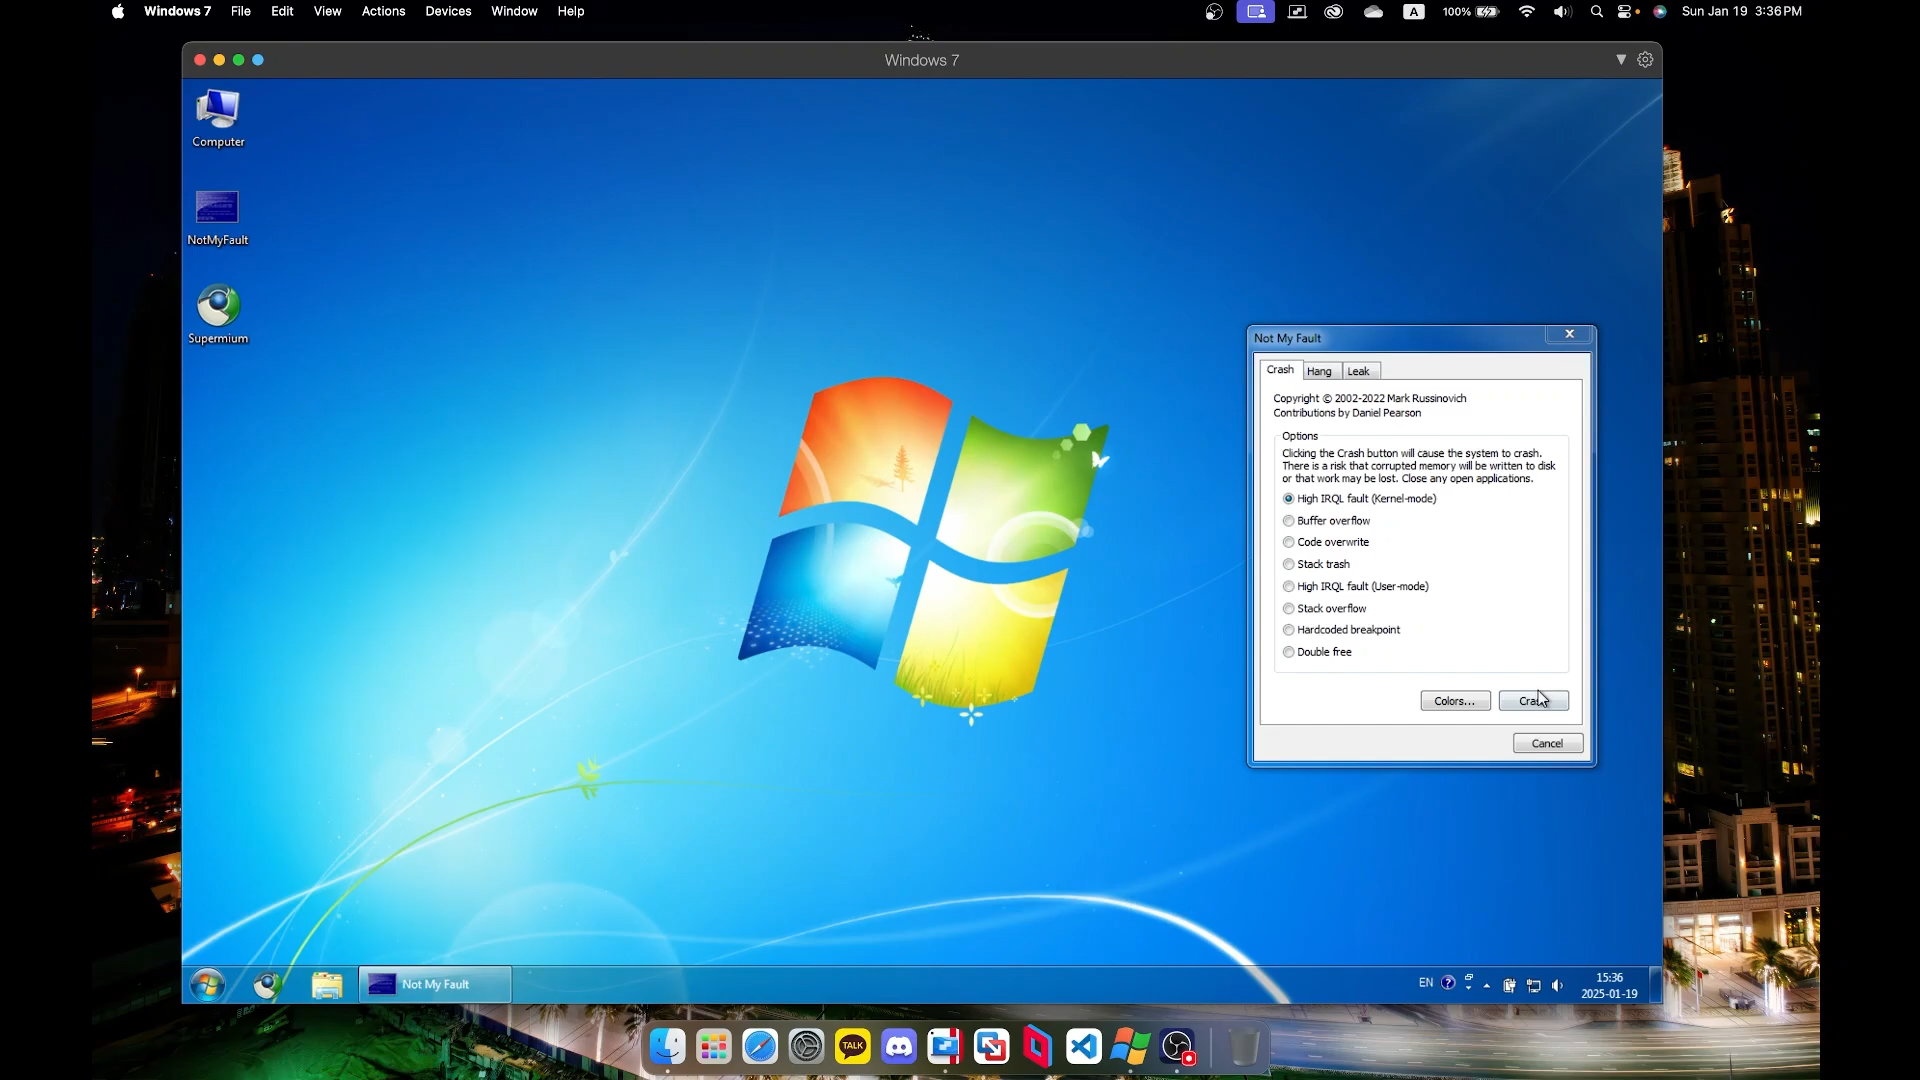 Windows 7 File Edit View Actions Devices Window Help
A 100% Sun Jan 19 3:36 PM
Windows 7
Computer
NotMyFault
Supermium
Not My Fault
Crash Hang Leak
Copyright © 2002-2022 Mark Russinovich
Contributions by Daniel Pearson
Options
Clicking the Crash button will cause the system to crash.
There is a risk that corrupted memory will be written to disk
or that work may be lost. Close any open applications.
High IRQL fault (Kernel-mode)
Buffer overflow
Code overwrite
Stack trash
High IRQL fault (User-mode)
Stack overflow
Hardcoded breakpoint
Double free
Colors...
Cancel
Not My Fault
EN
15:36
2025-01-19
TALK